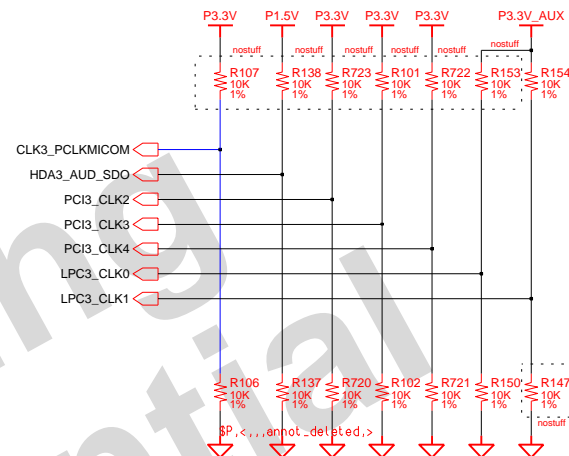 P3.3V P1.5V P3.3V P3.3V P3.3V P3.3V_AUX
nostuff nostuff nostuff nostuff nostuff
R107 R138 R723 R101 R722 R153 R154
10K 10K 10K 10K 10K 10K 10K
1% 1% 1% 1% 1% 1% 1%
CLK3_PCLKMICOM
HDA3_AUD_SDO
PCI3_CLK2
PCI3_CLK3
PCI3_CLK4
LPC3_CLK0
LPC3_CLK1
R106 R137 R720 R102 R721 R150 R147
10K 10K 10K 10K 10K 10K 10K
1% 1% 1% 1% 1% 1% 1%
nostuff
$P,<,,,annot_deleted,>